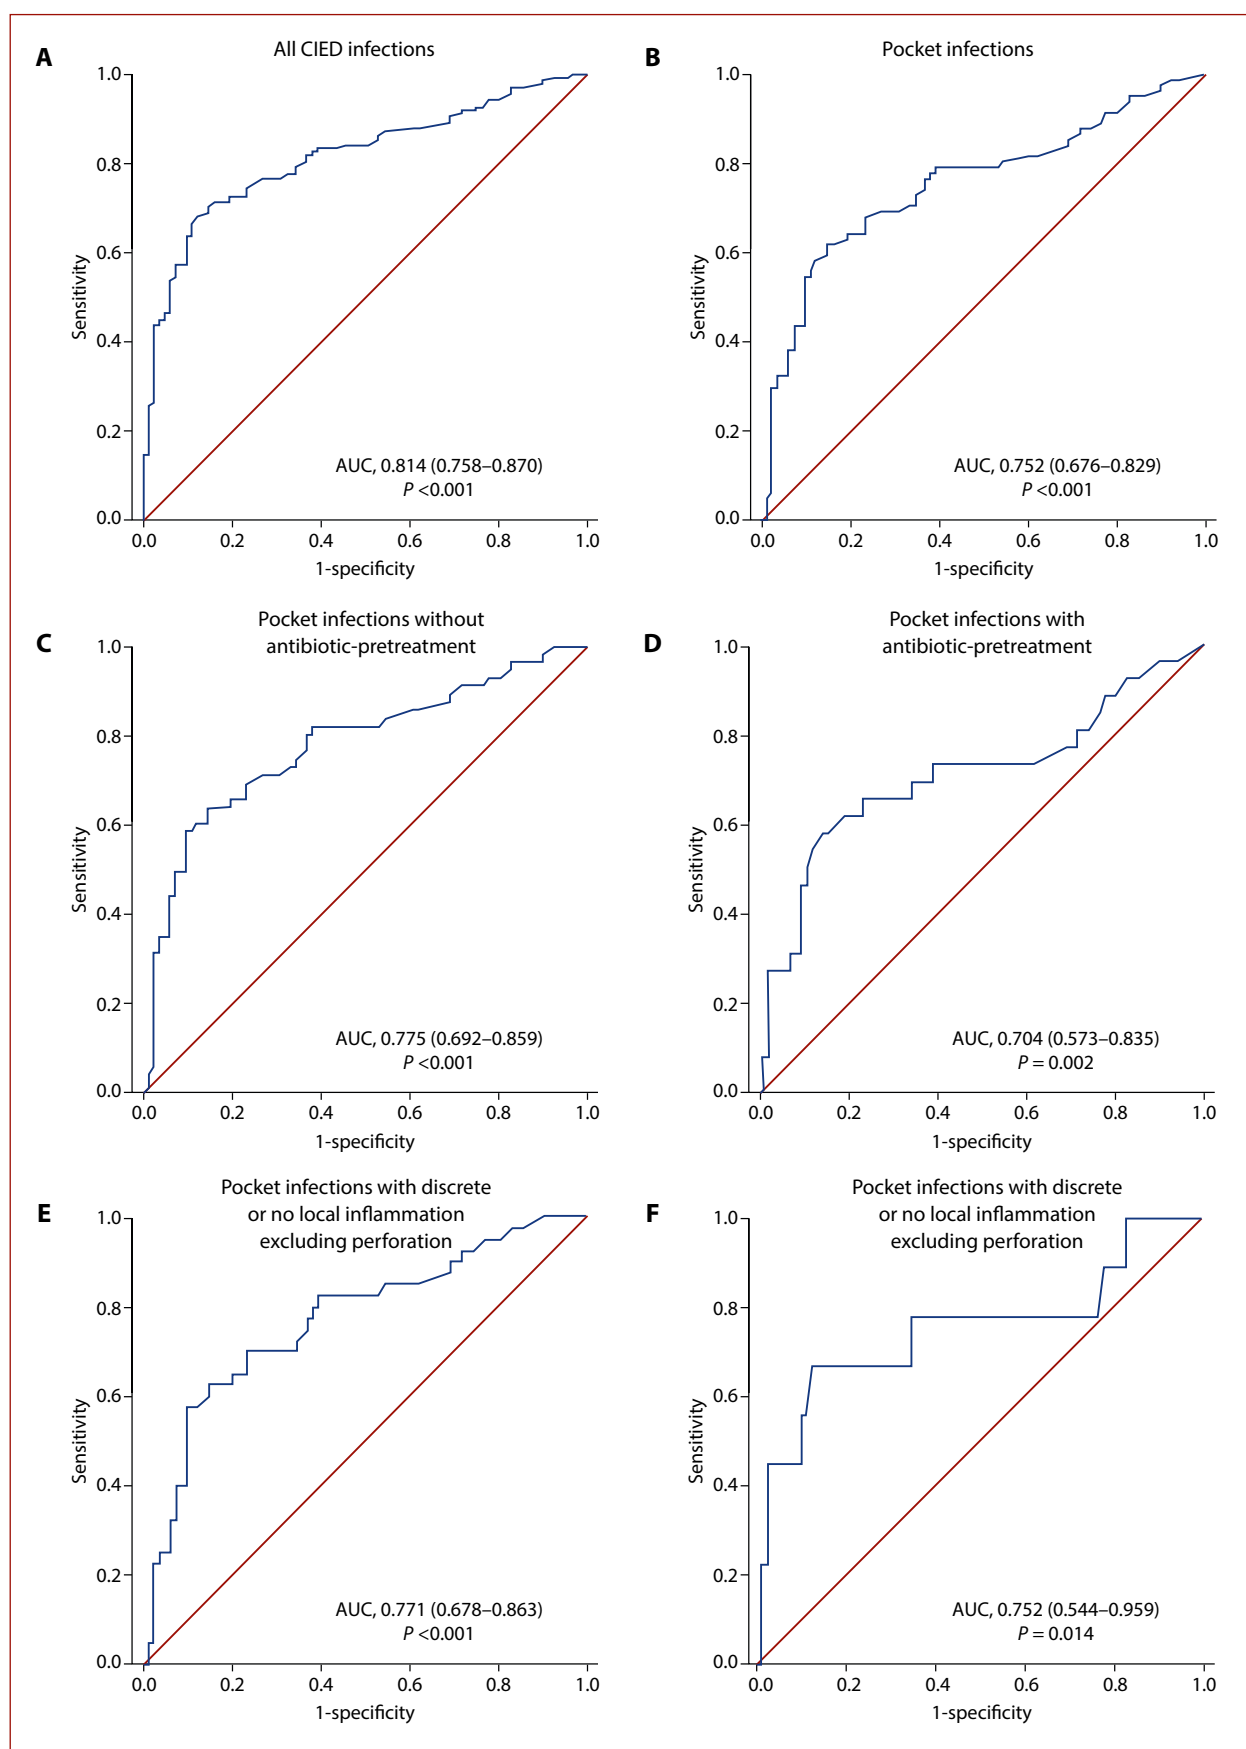 A
All CIED infections
1.0
0.8
0.6
0.4
0.2
0.0
Sensitivity
AUC, 0.814 (0.758–0.870)
P <0.001
0.0 0.2 0.4 0.6 0.8 1.0
1-specificity
B
Pocket infections
1.0
0.8
0.6
0.4
0.2
0.0
Sensitivity
AUC, 0.752 (0.676–0.829)
P <0.001
0.0 0.2 0.4 0.6 0.8 1.0
1-specificity
C
Pocket infections without
antibiotic-pretreatment
1.0
0.8
0.6
0.4
0.2
0.0
Sensitivity
AUC, 0.775 (0.692–0.859)
P <0.001
0.0 0.2 0.4 0.6 0.8 1.0
1-specificity
D
Pocket infections with
antibiotic-pretreatment
1.0
0.8
0.6
0.4
0.2
0.0
Sensitivity
AUC, 0.704 (0.573–0.835)
P = 0.002
0.0 0.2 0.4 0.6 0.8 1.0
1-specificity
E
Pocket infections with discrete
or no local inflammation
excluding perforation
1.0
0.8
0.6
0.4
0.2
0.0
Sensitivity
AUC, 0.771 (0.678–0.863)
P <0.001
0.0 0.2 0.4 0.6 0.8 1.0
1-specificity
F
Pocket infections with discrete
or no local inflammation
excluding perforation
1.0
0.8
0.6
0.4
0.2
0.0
Sensitivity
AUC, 0.752 (0.544–0.959)
P = 0.014
0.0 0.2 0.4 0.6 0.8 1.0
1-specificity